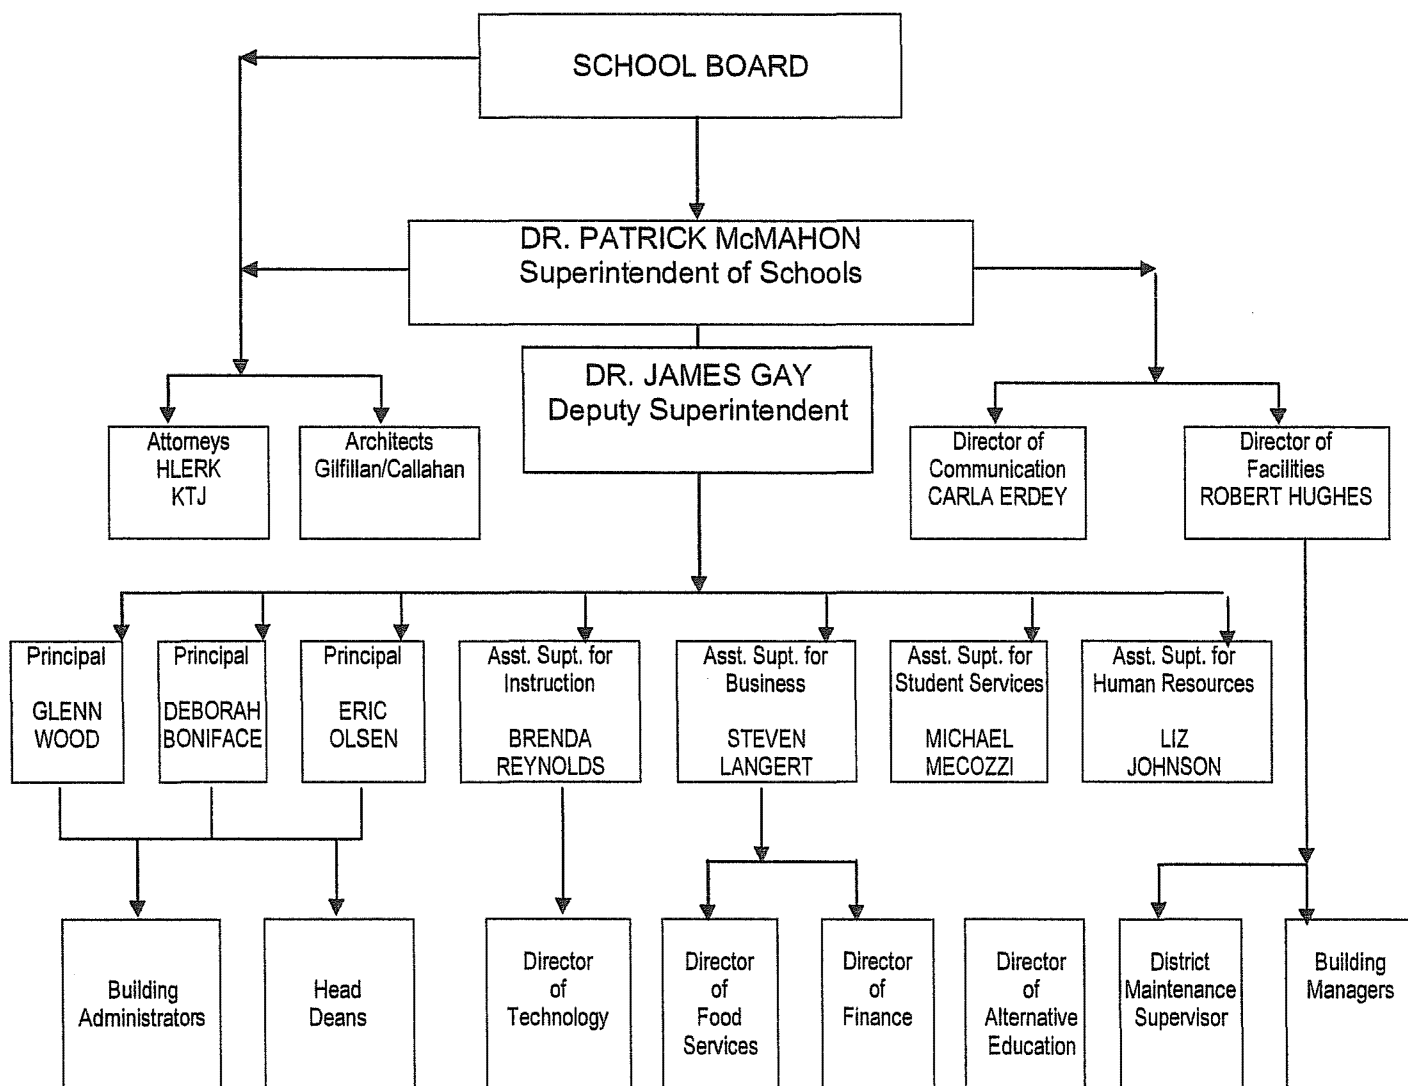 SCHOOL BOARD
DR. PATRICK McMAHON
Superintendent of Schools
DR. JAMES GAY
Deputy Superintendent
Attorneys
HLERK
KTJ
Architects
Gilfillan/Callahan
Director of
Communication
CARLA ERDEY
Director of
Facilities
ROBERT HUGHES
Principal
GLENN
WOOD
Principal
DEBORAH
BONIFACE
Principal
ERIC
OLSEN
Asst. Supt. for
Instruction
BRENDA
REYNOLDS
Asst. Supt. for
Business
STEVEN
LANGERT
Asst. Supt. for
Student Services
MICHAEL
MECOZZI
Asst. Supt. for
Human Resources
LIZ
JOHNSON
Building
Administrators
Head
Deans
Director
of
Technology
Director
of
Food
Services
Director
of
Finance
Director
of
Alternative
Education
District
Maintenance
Supervisor
Building
Managers